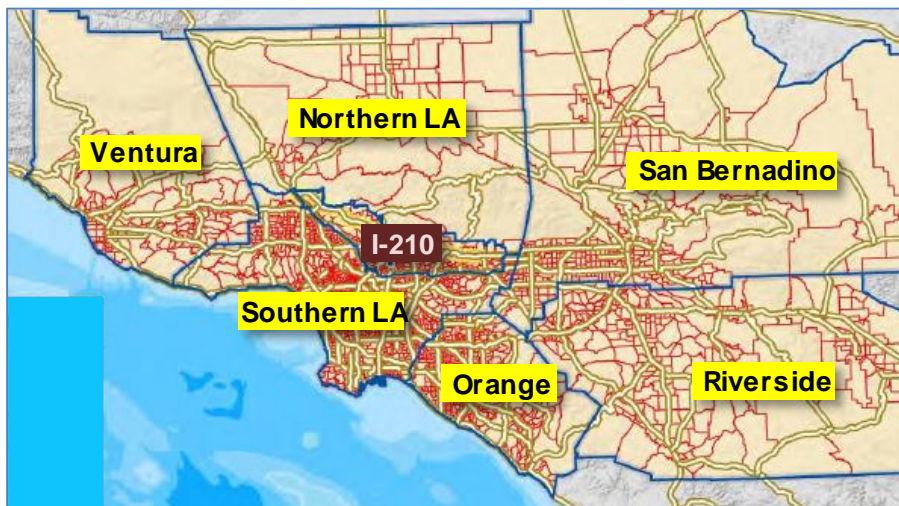 Northern LA
Ventura
San Bernadino
I-210
Southern LA
Orange
Riverside